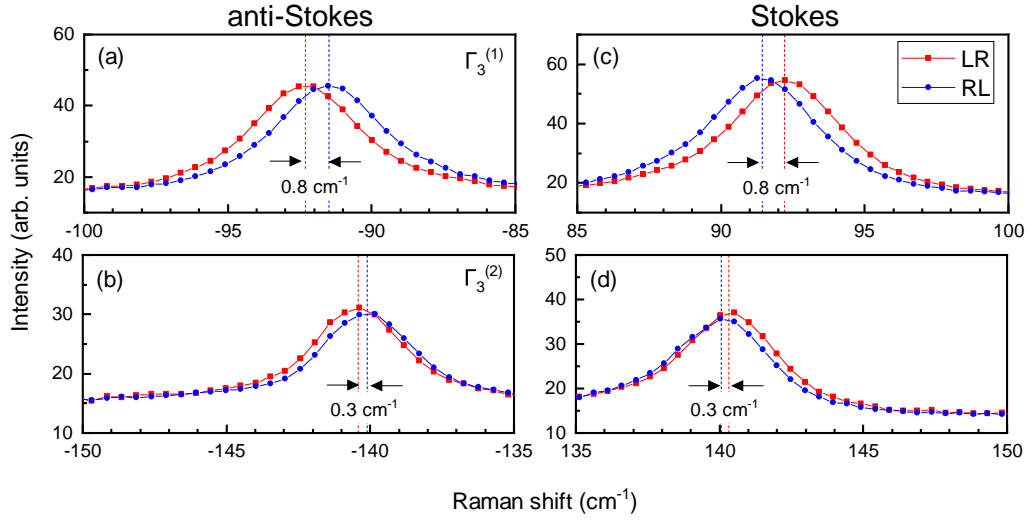 anti-Stokes
Stokes
(a)
Γ₃⁽¹⁾
60
40
20
0.8 cm⁻¹
-100
-95
-90
-85
(c)
LR
RL
60
40
20
0.8 cm⁻¹
85
90
95
100
(b)
Γ₃⁽²⁾
40
30
20
10
0.3 cm⁻¹
-150
-145
-140
-135
(d)
50
40
30
20
10
0.3 cm⁻¹
135
140
145
150
Intensity (arb. units)
Raman shift (cm⁻¹)